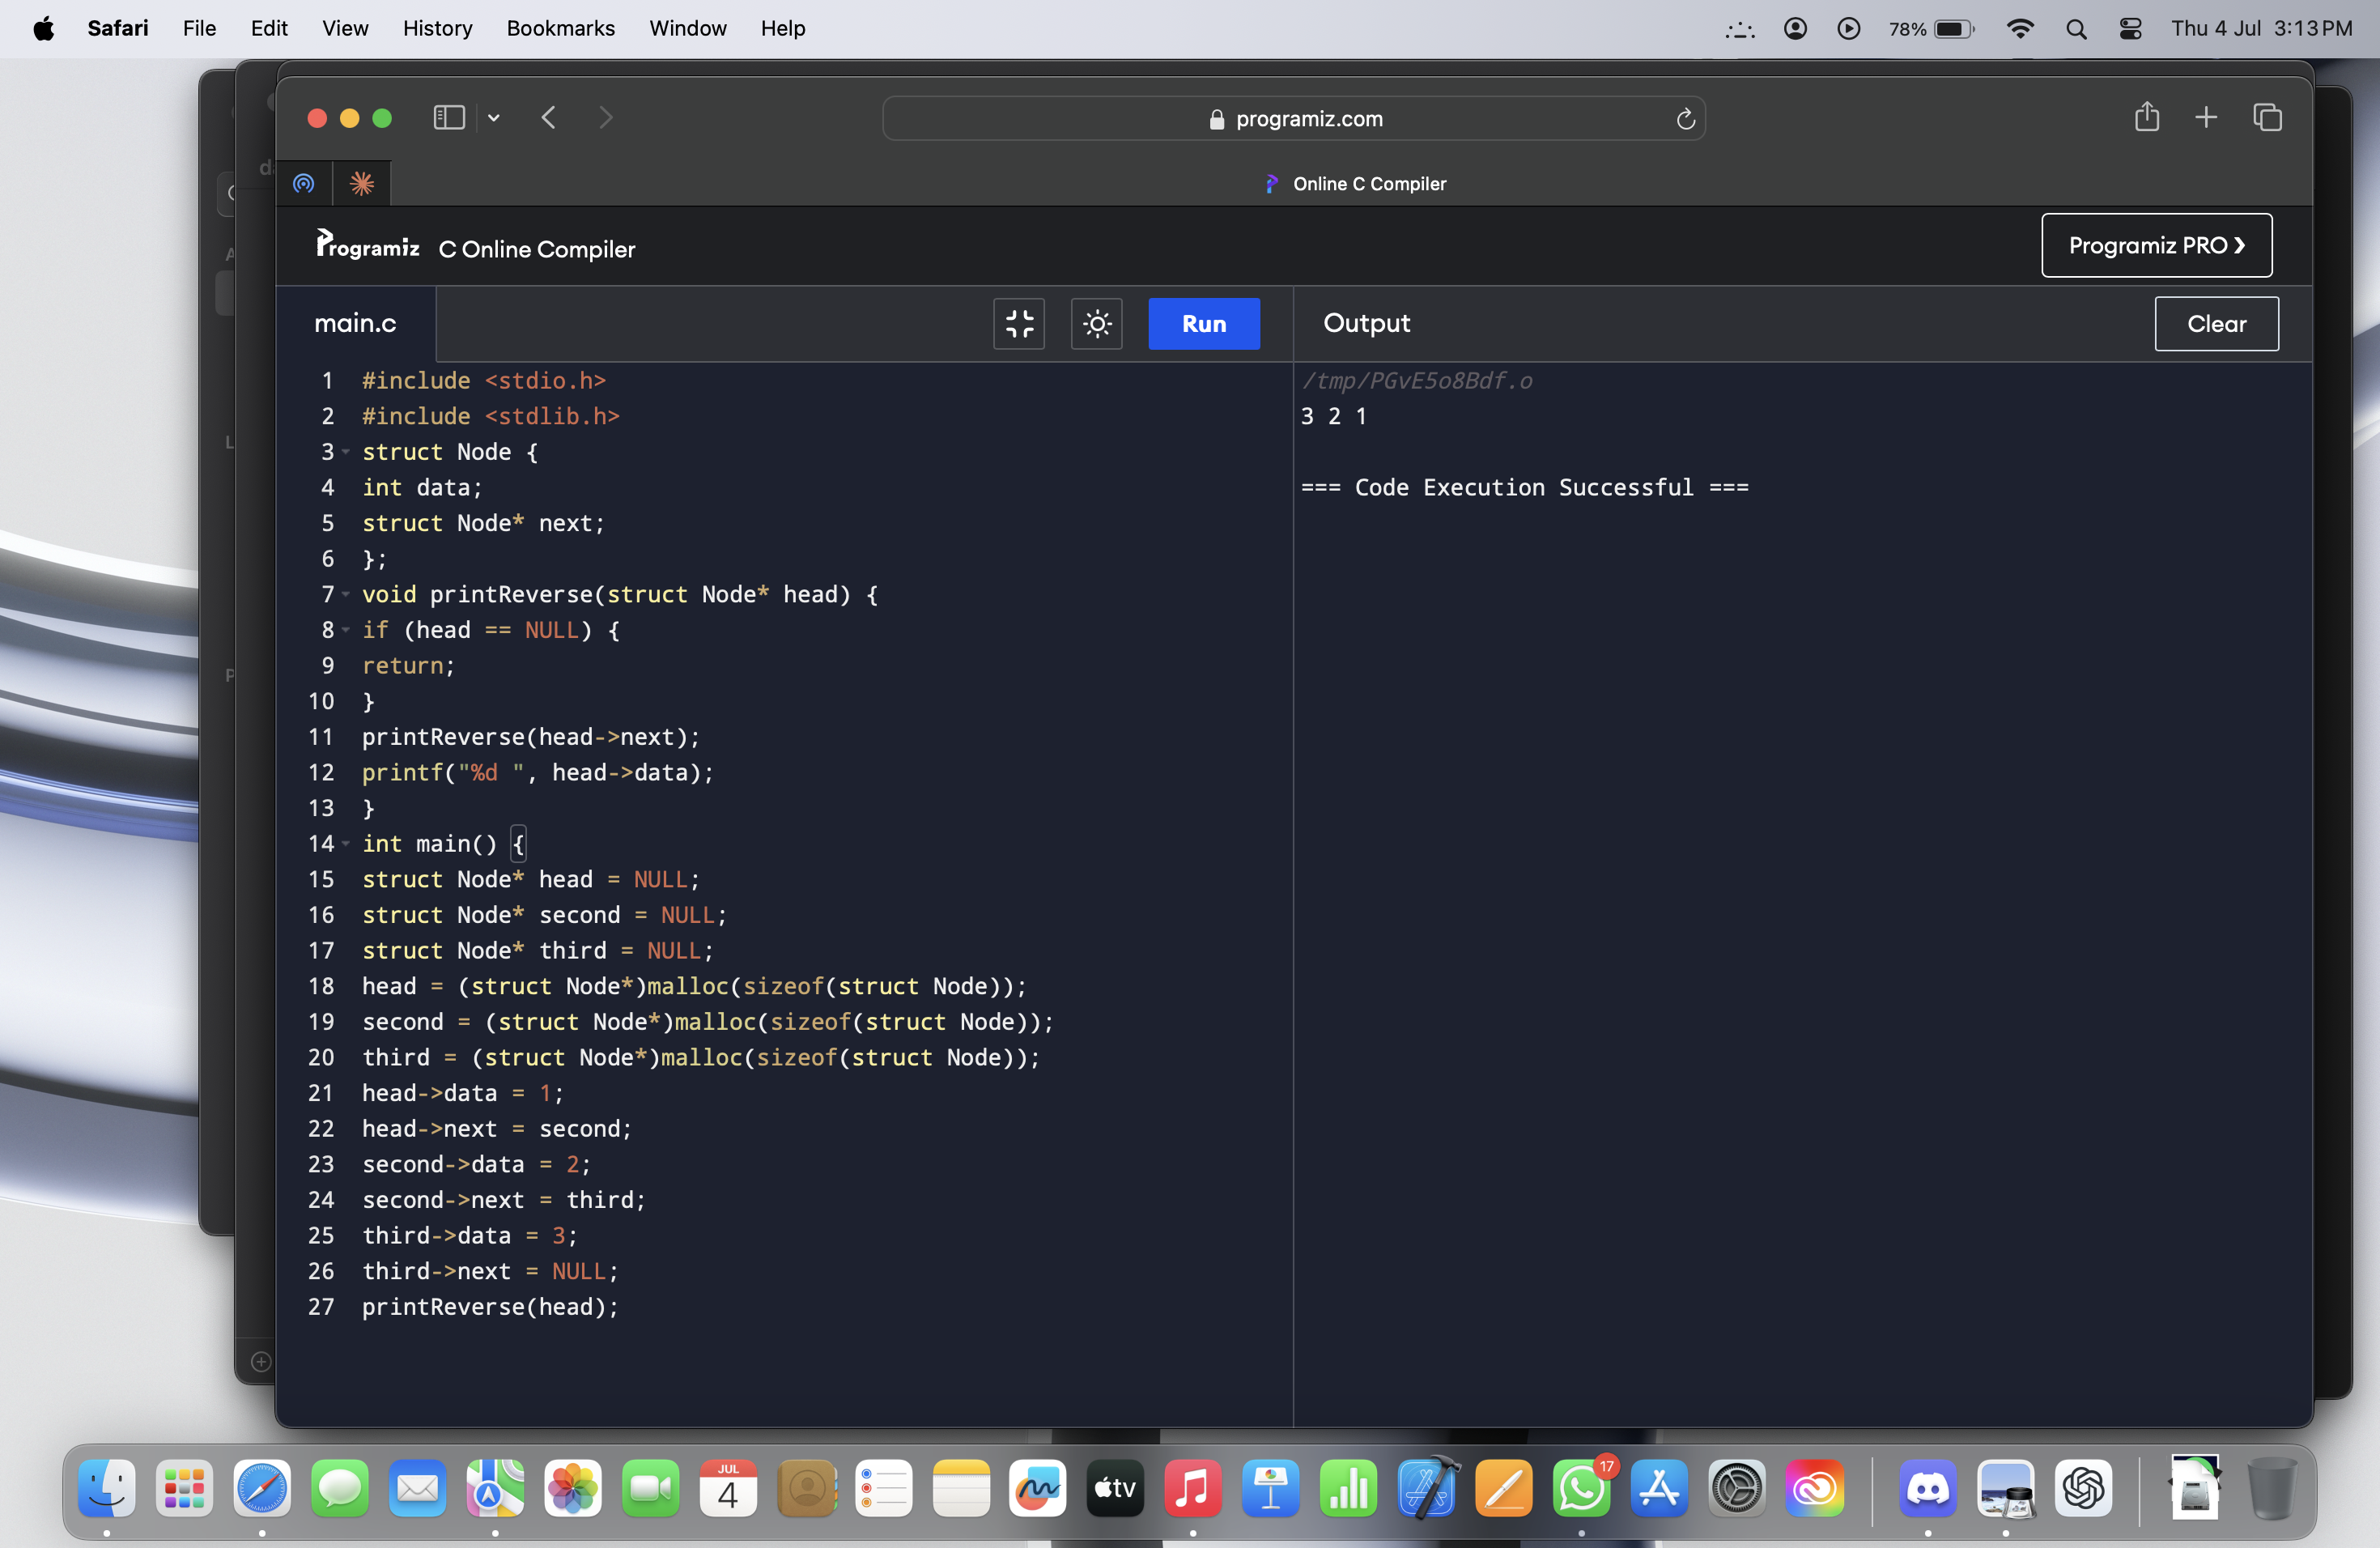 Safari File Edit View History Bookmarks Window Help 78% Thu 4 Jul 3:13 PM
programiz.com
Online C Compiler
Programiz C Online Compiler Programiz PRO ❯
main.c Run Output Clear
1 #include <stdio.h>
2 #include <stdlib.h>
3 struct Node {
4 int data;
5 struct Node* next;
6 };
7 void printReverse(struct Node* head) {
8 if (head == NULL) {
9 return;
10 }
11 printReverse(head->next);
12 printf("%d ", head->data);
13 }
14 int main() {
15 struct Node* head = NULL;
16 struct Node* second = NULL;
17 struct Node* third = NULL;
18 head = (struct Node*)malloc(sizeof(struct Node));
19 second = (struct Node*)malloc(sizeof(struct Node));
20 third = (struct Node*)malloc(sizeof(struct Node));
21 head->data = 1;
22 head->next = second;
23 second->data = 2;
24 second->next = third;
25 third->data = 3;
26 third->next = NULL;
27 printReverse(head);
/tmp/PGvE5o8Bdf.o
3 2 1
=== Code Execution Successful ===
JUL
4
tv
17